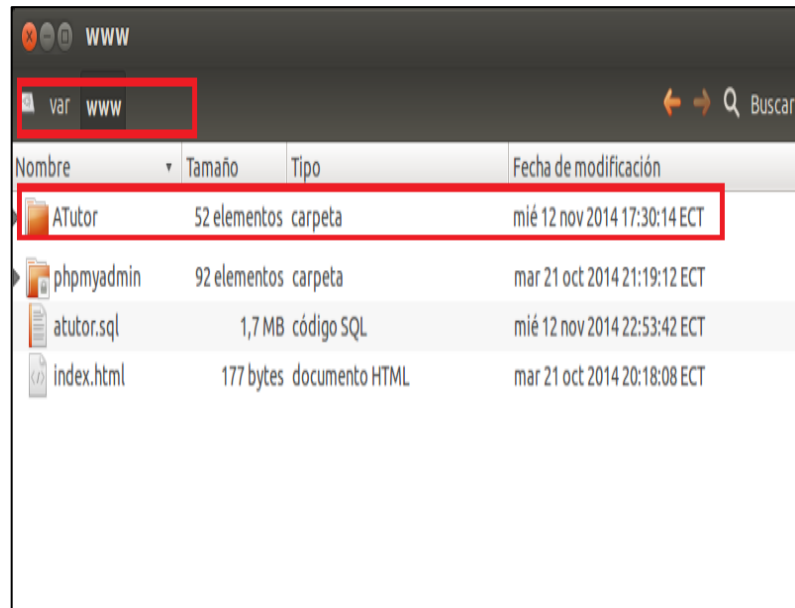 www
var www Buscar
Nombre Tamaño Tipo Fecha de modificación
ATutor 52 elementos carpeta mié 12 nov 2014 17:30:14 ECT
phpmyadmin 92 elementos carpeta mar 21 oct 2014 21:19:12 ECT
atutor.sql 1,7 MB código SQL mié 12 nov 2014 22:53:42 ECT
index.html 177 bytes documento HTML mar 21 oct 2014 20:18:08 ECT